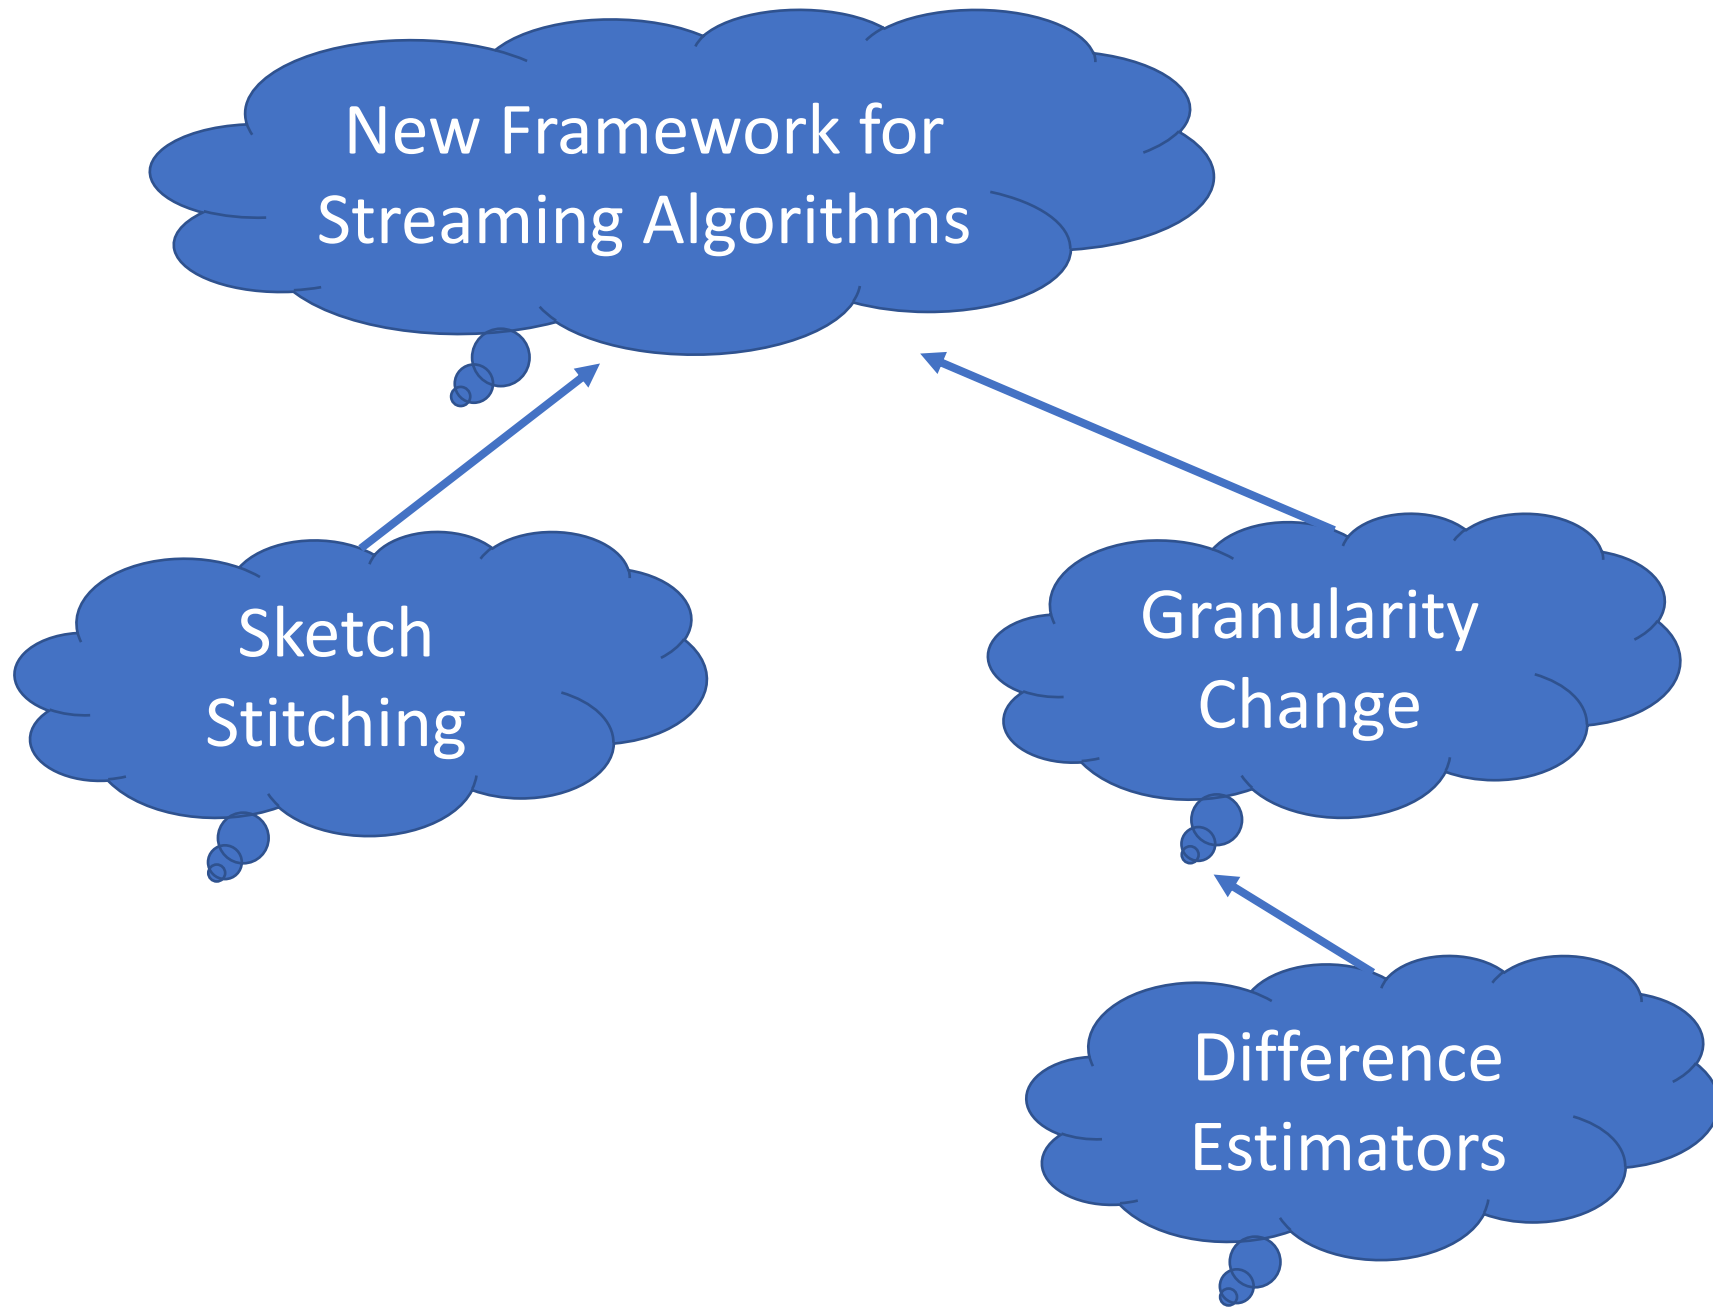 New Framework for
Streaming Algorithms
Sketch
Stitching
Granularity
Change
Difference
Estimators